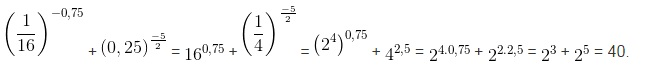 (1/16)^{-0,75} + (0,25)^{-5/2} = 16^{0,75} + (1/4)^{-5/2} = (2^4)^{0,75} + 4^{2,5} = 2^{4.0,75} + 2^{2.2,5} = 2^3 + 2^5 = 40.